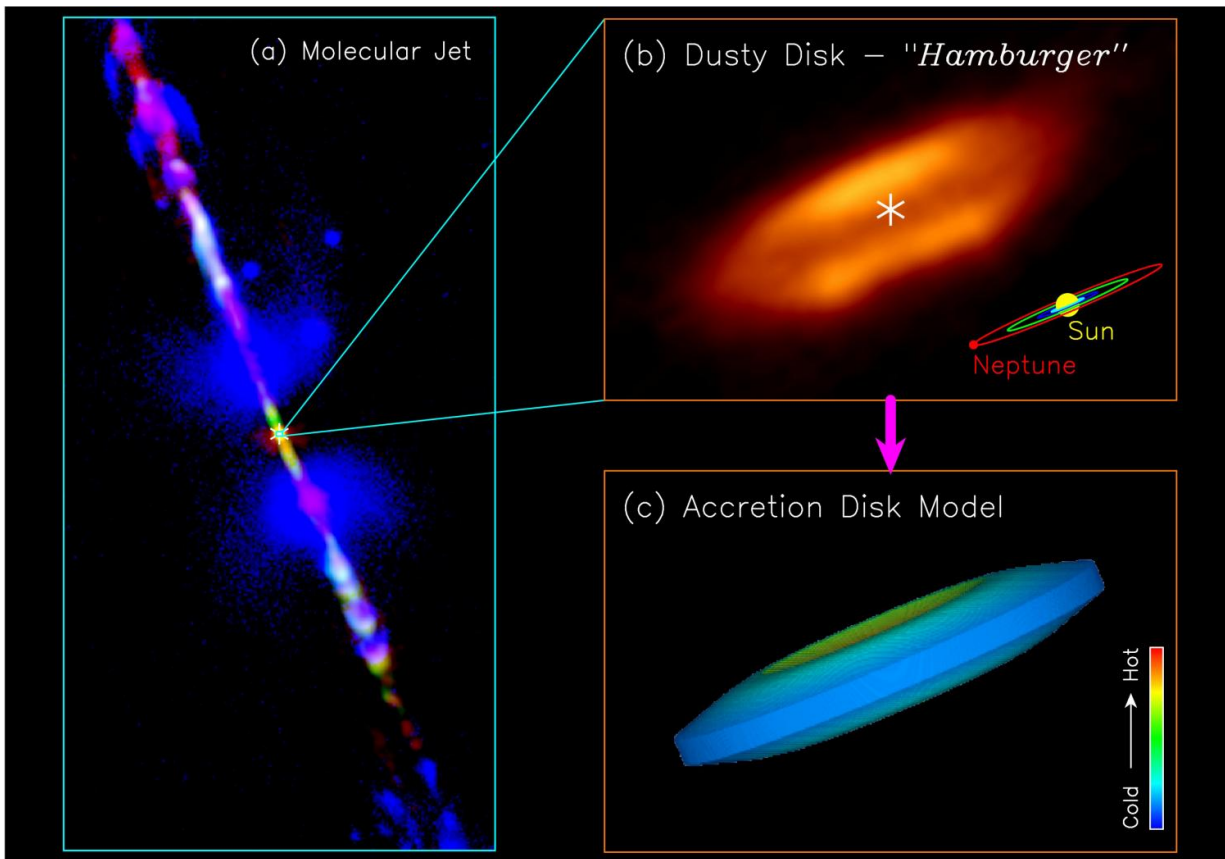 (a) Molecular Jet
(b) Dusty Disk – "Hamburger"
Sun
Neptune
(c) Accretion Disk Model
Cold
Hot